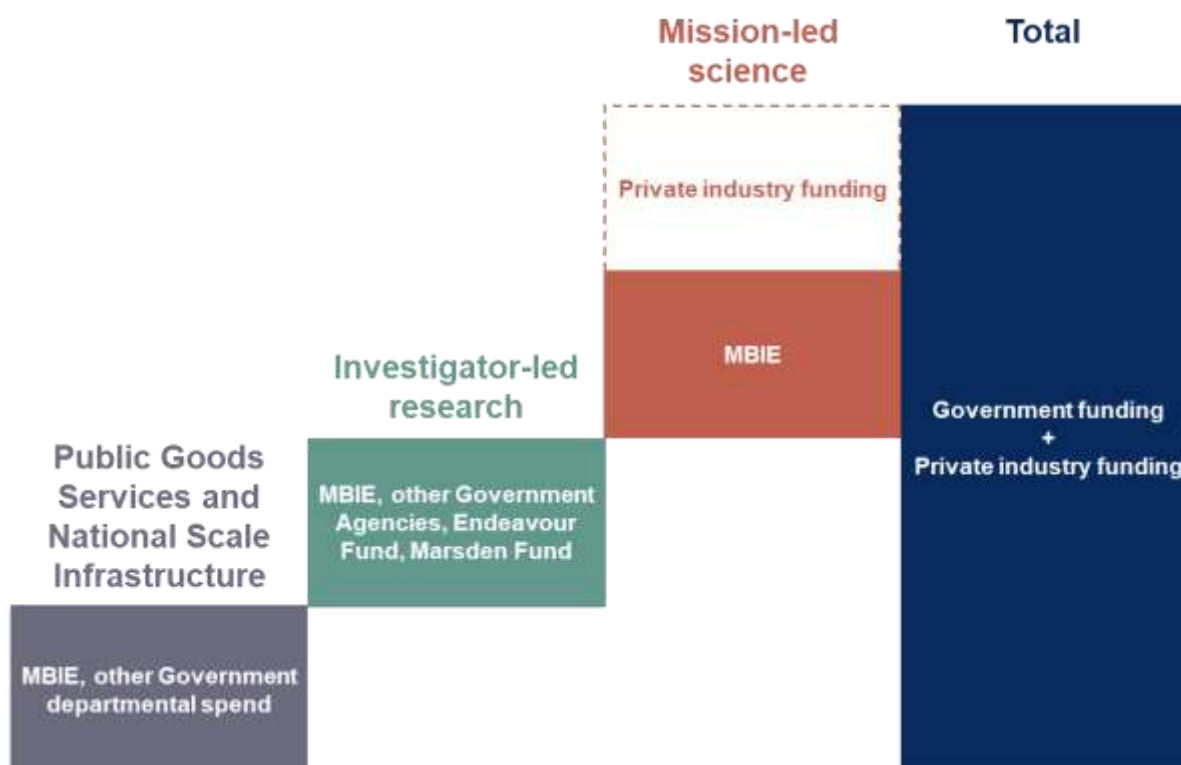 Mission-led
science
Total
Private industry funding
MBIE
Investigator-led
research
Government funding
+
Private industry funding
Public Goods
Services and
National Scale
Infrastructure
MBIE, other Government
Agencies, Endeavour
Fund, Marsden Fund
MBIE, other Government
departmental spend